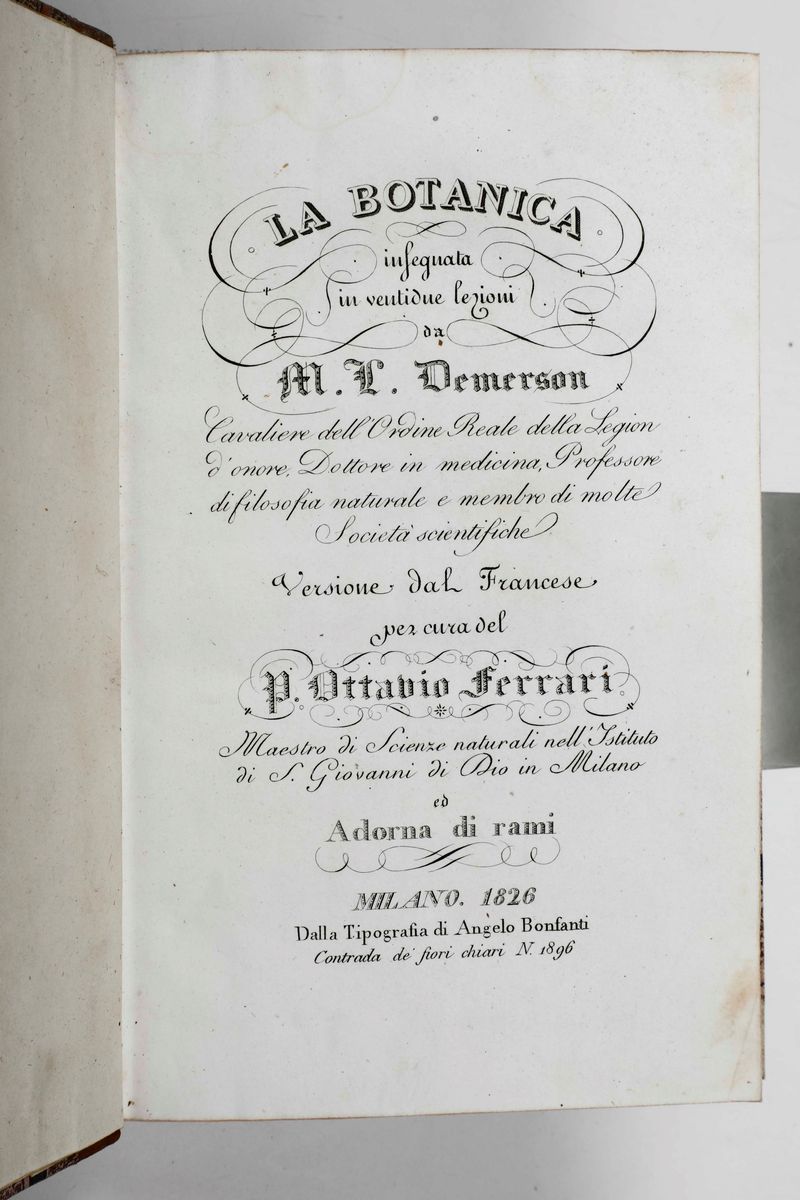 LA BOTANICA
inſegnata
in ventidue lezioni
da
M. L. Demerson
Cavaliere dell'Ordine Reale della Legion
d'onore, Dottore in medicina, Professore
di filosofia naturale e membro di molte
Società scientifiche
Versione dal Francese
per cura del
P. Ottavio Ferrari
Maestro di Scienze naturali nell'Istituto
di S. Giovanni di Dio in Milano
ed
Adorna di rami
MILANO. 1826
Dalla Tipografia di Angelo Bonfanti
Contrada de' fiori chiari N. 1896